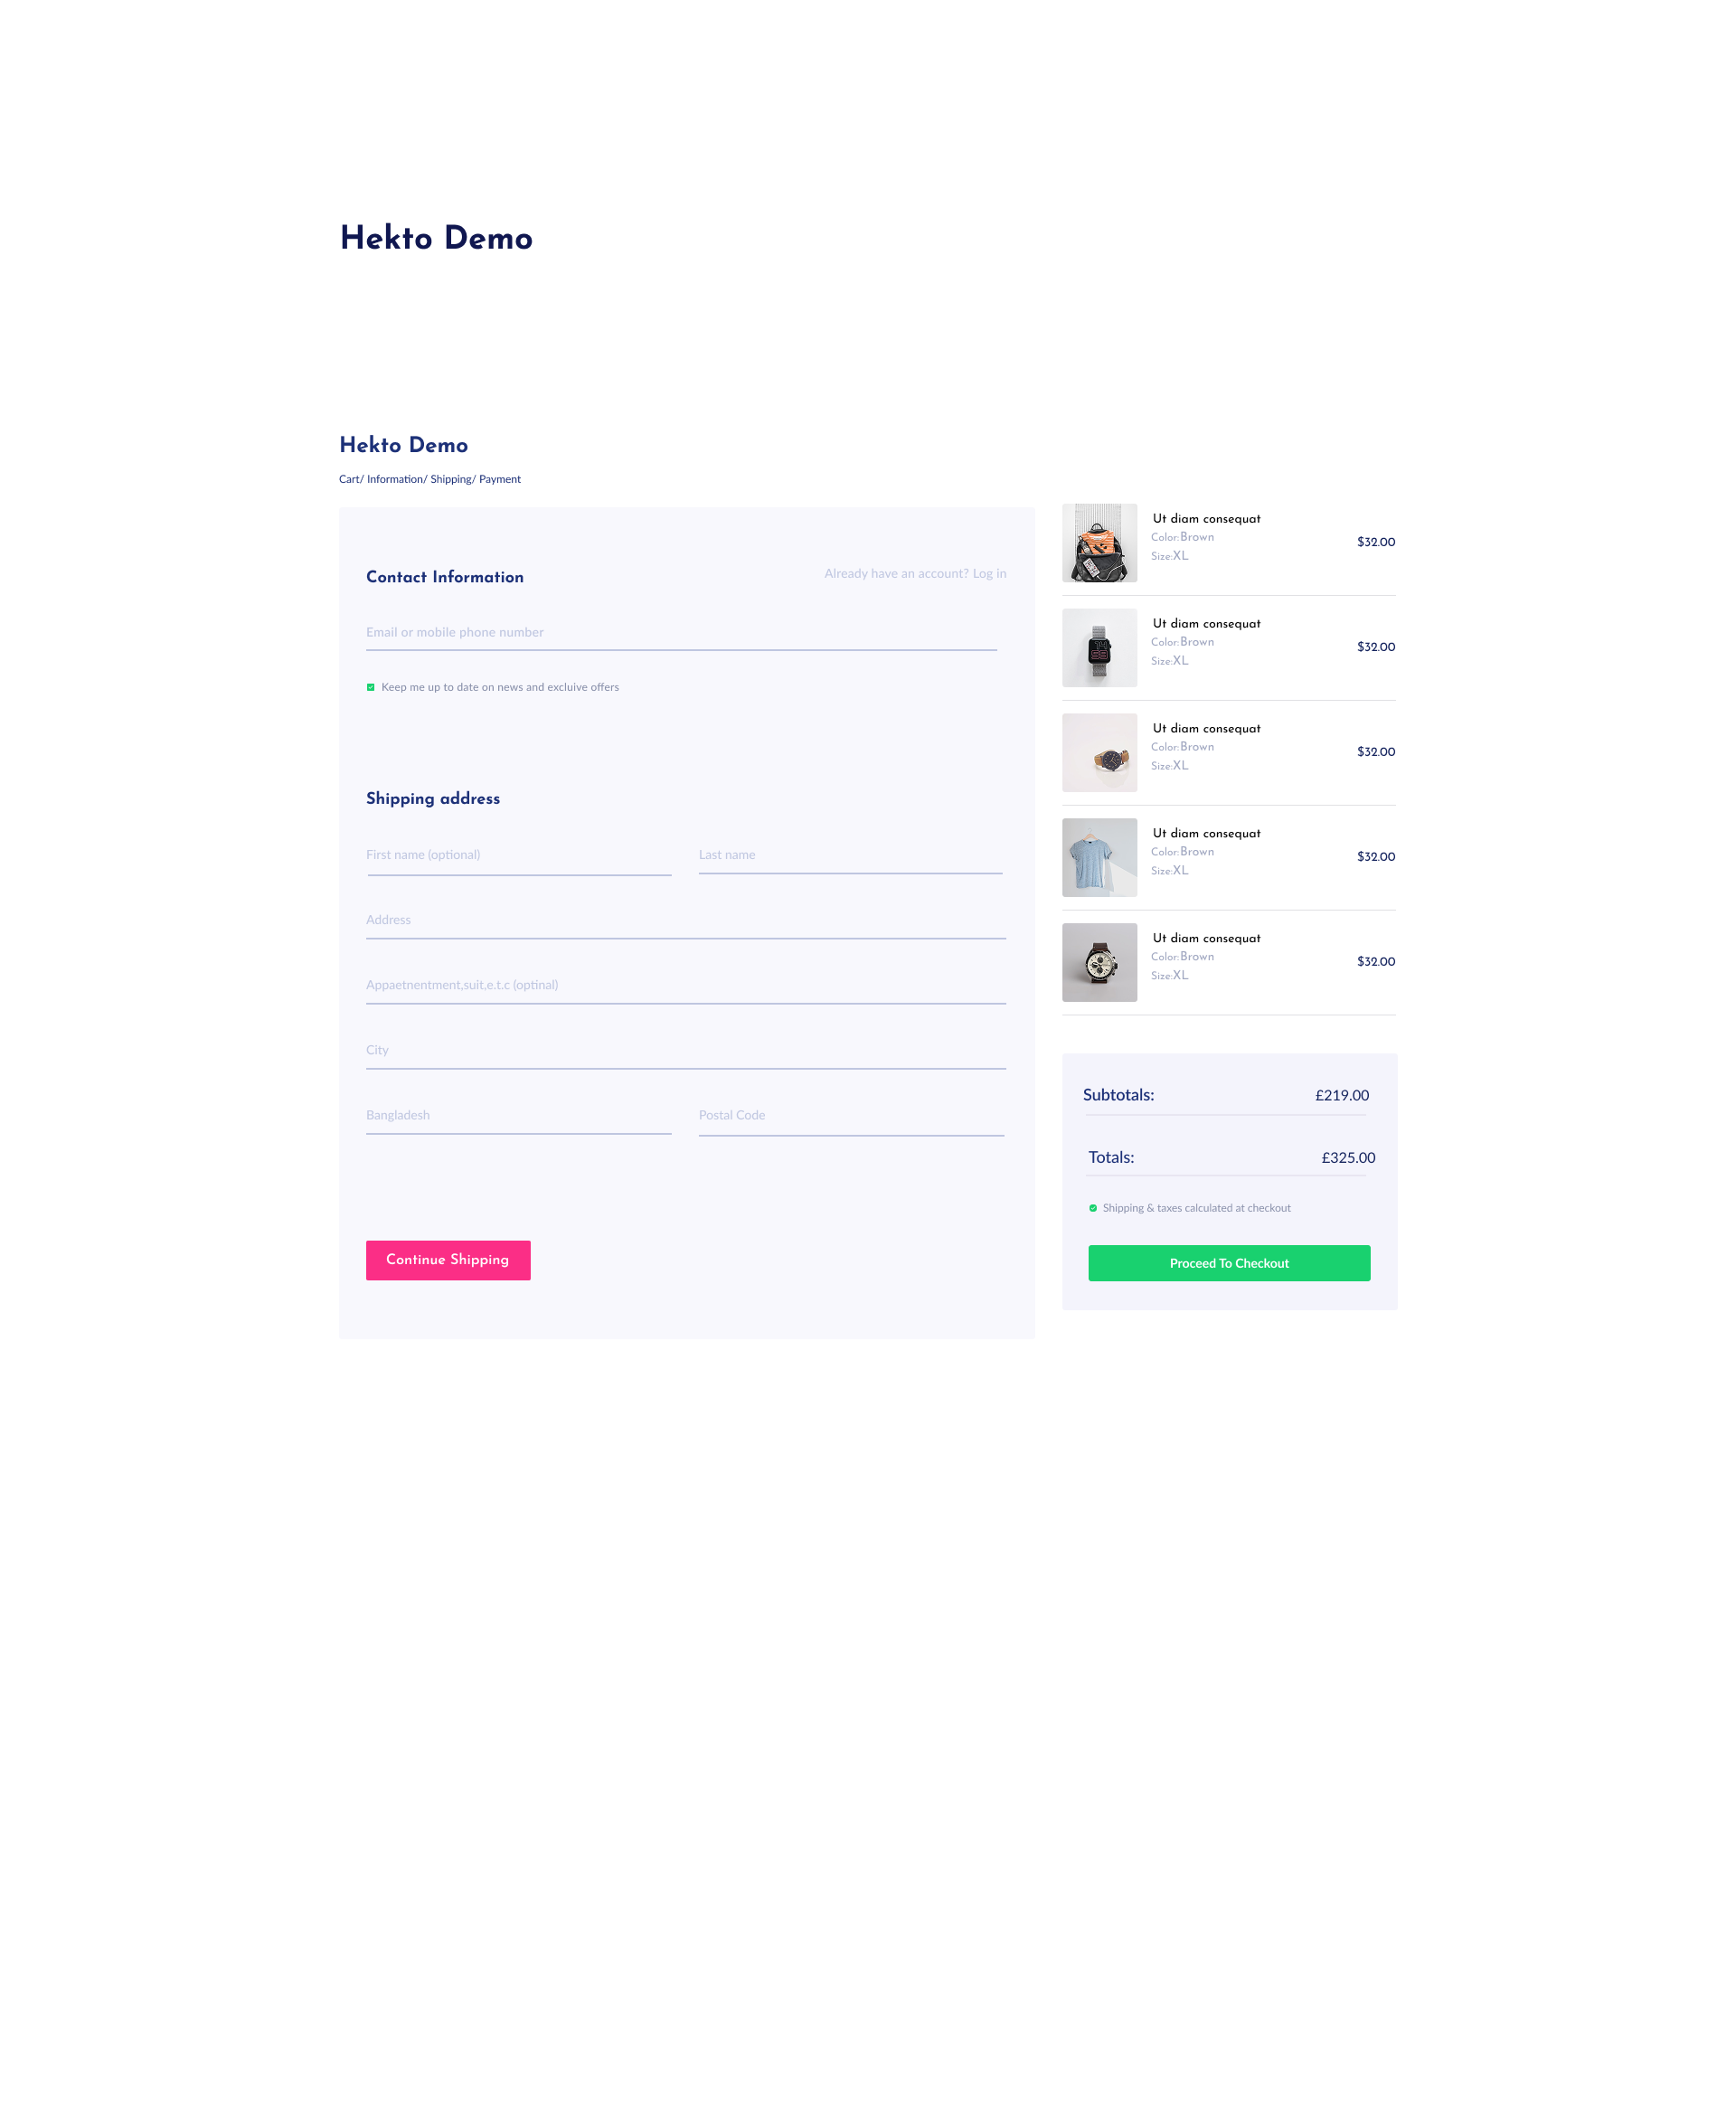 Hekto Demo
Hekto Demo
Cart/ Information/ Shipping/ Payment
Contact Information
Already have an account? Log in
Email or mobile phone number
Keep me up to date on news and excluive offers
Shipping address
First name (optional)
Last name
Address
Appaetnentment,suit,e.t.c (optinal)
City
Bangladesh
Postal Code
Continue Shipping
Ut diam consequat
Color:Brown
Size:XL
$32.00
Ut diam consequat
Color:Brown
Size:XL
$32.00
Ut diam consequat
Color:Brown
Size:XL
$32.00
Ut diam consequat
Color:Brown
Size:XL
$32.00
Ut diam consequat
Color:Brown
Size:XL
$32.00
Subtotals:
£219.00
Totals:
£325.00
Shipping & taxes calculated at checkout
Proceed To Checkout